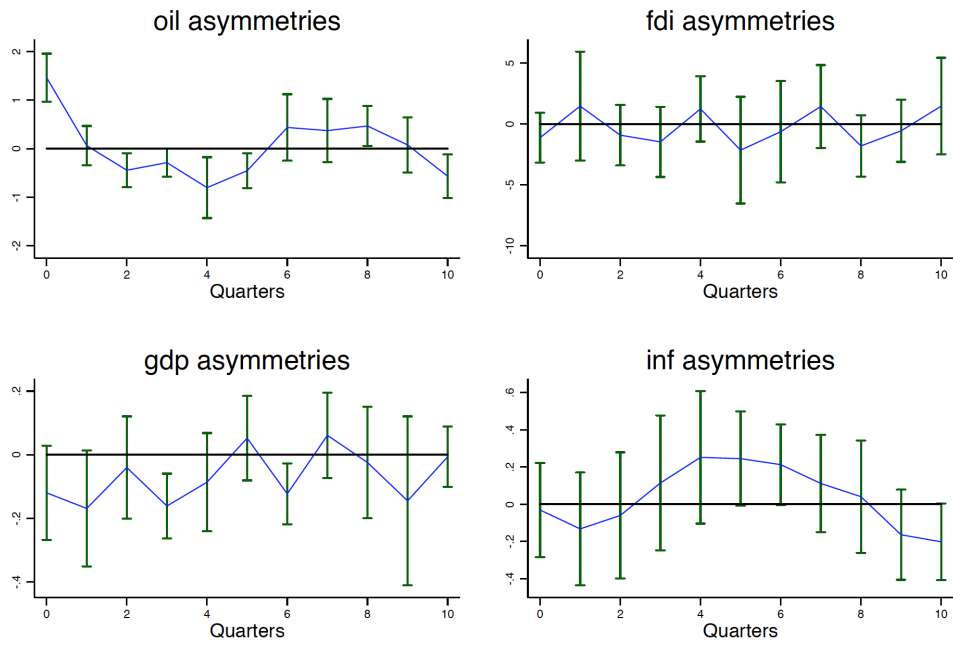 oil asymmetries
2
1
0
-1
-2
0 2 4 6 8 10
Quarters
fdi asymmetries
5
0
-5
-10
0 2 4 6 8 10
Quarters
gdp asymmetries
.2
0
-.2
-.4
0 2 4 6 8 10
Quarters
inf asymmetries
.6
.4
.2
0
-.2
-.4
0 2 4 6 8 10
Quarters